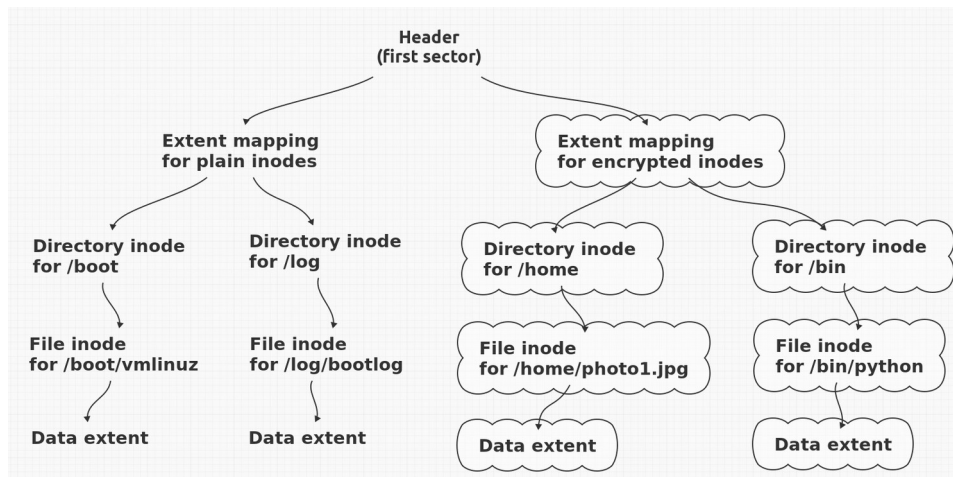 Header
(first sector)
Extent mapping
for plain inodes
Extent mapping
for encrypted inodes
Directory inode
for /boot
Directory inode
for /log
Directory inode
for /home
Directory inode
for /bin
File inode
for /boot/vmlinuz
File inode
for /log/bootlog
File inode
for /home/photo1.jpg
File inode
for /bin/python
Data extent
Data extent
Data extent
Data extent